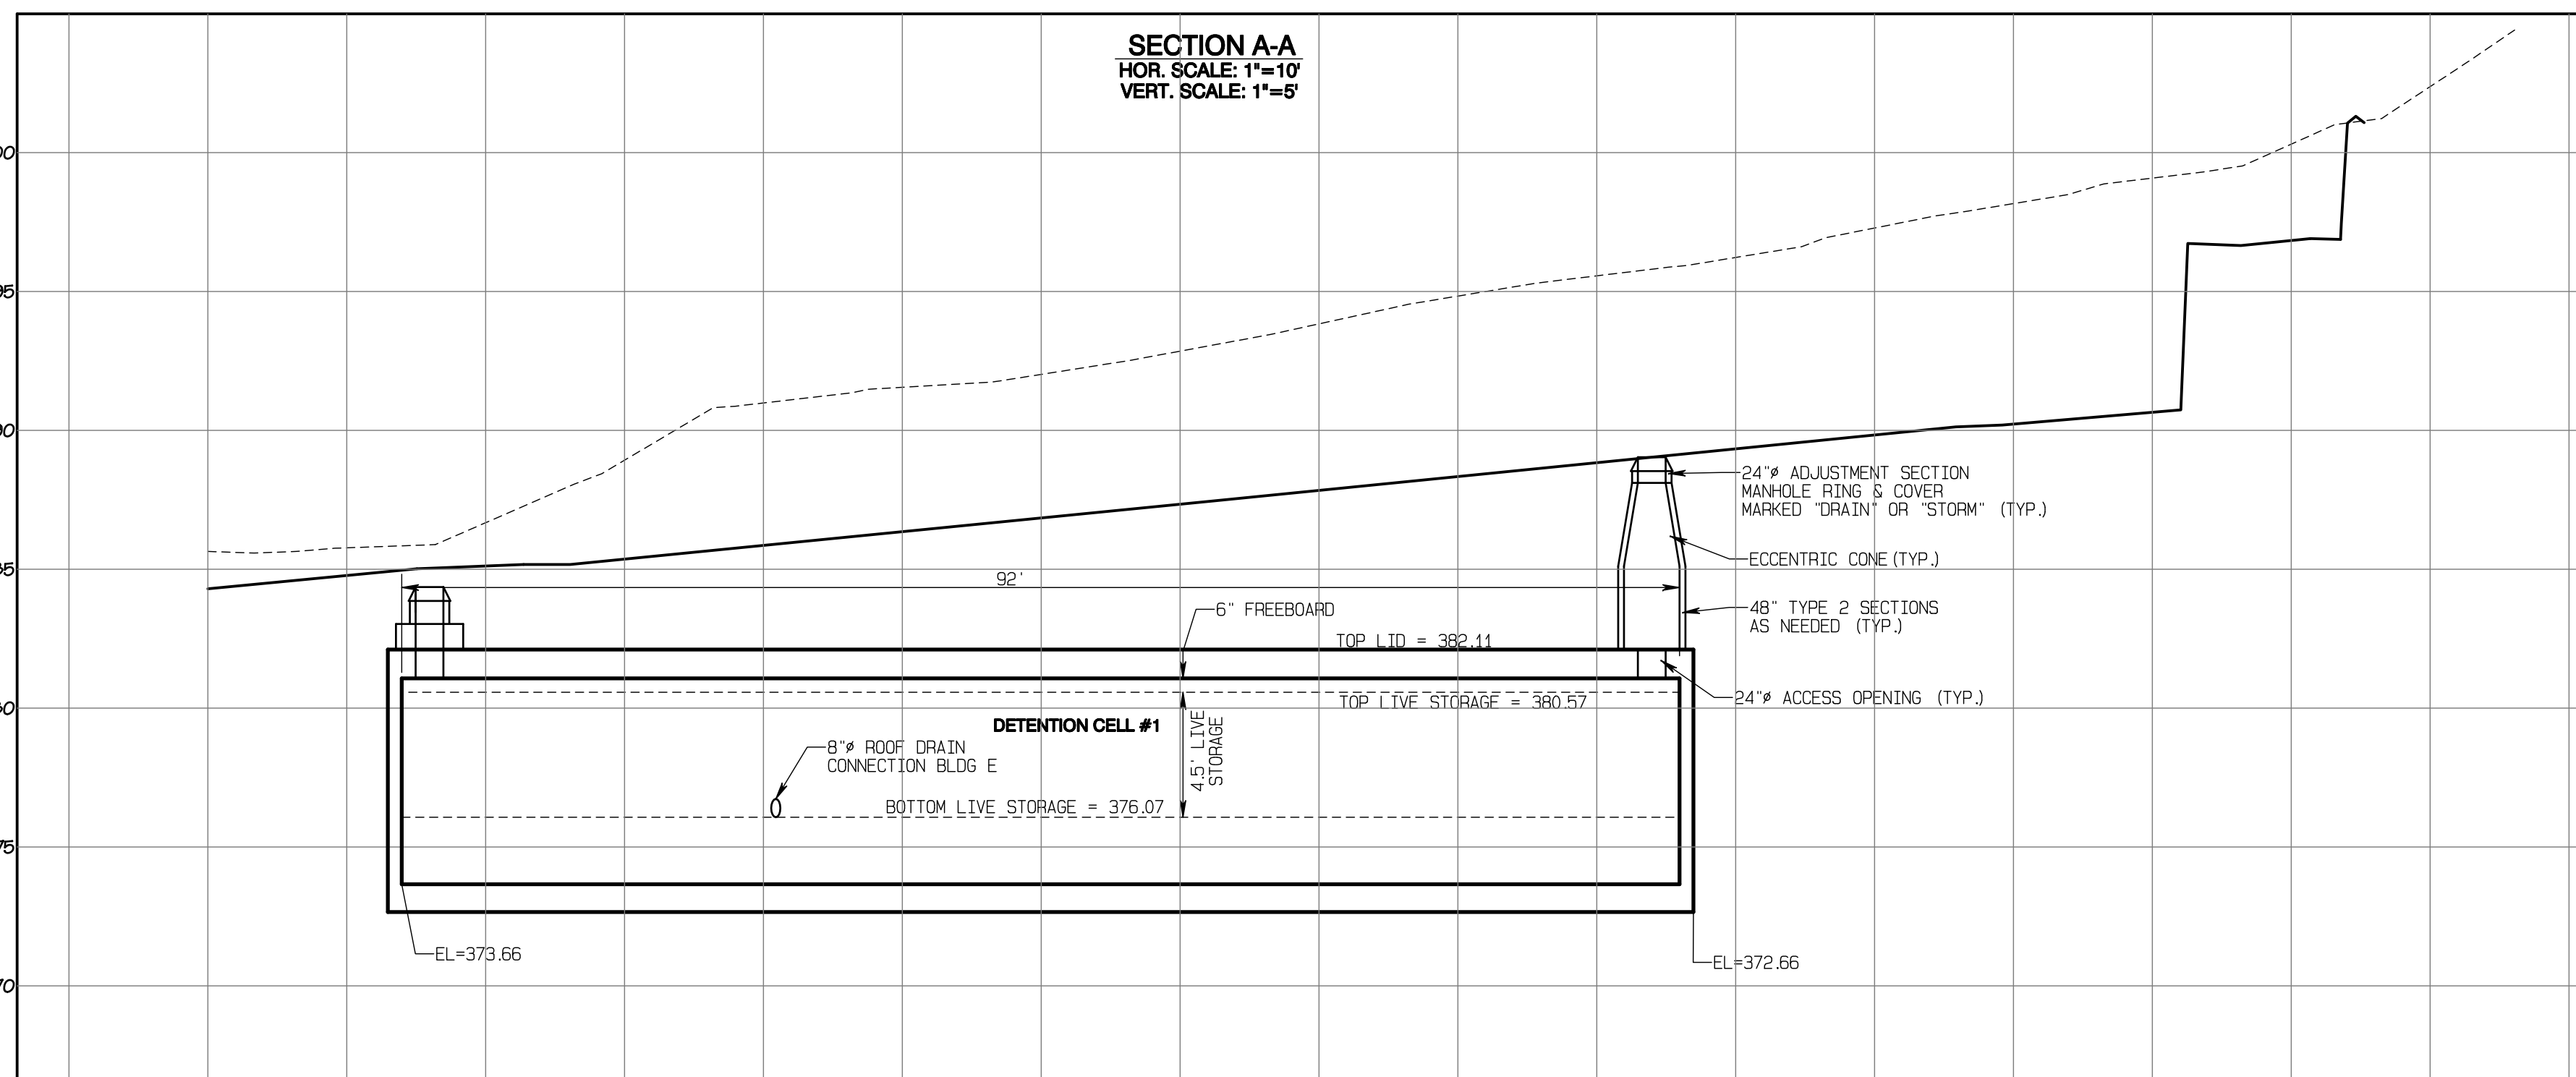 SECTION A-A
HOR. SCALE: 1"=10'
VERT. SCALE: 1"=5'
24"ø ADJUSTMENT SECTION
MANHOLE RING & COVER
MARKED "DRAIN" OR "STORM" (TYP.)
ECCENTRIC CONE (TYP.)
92'
6" FREEBOARD
48" TYPE 2 SECTIONS
AS NEEDED (TYP.)
TOP LID = 382.11
TOP LIVE STORAGE = 380.57
24"ø ACCESS OPENING (TYP.)
DETENTION CELL #1
4.5' LIVE
STORAGE
8"ø ROOF DRAIN
CONNECTION BLDG E
BOTTOM LIVE STORAGE = 376.07
EL=373.66
EL=372.66